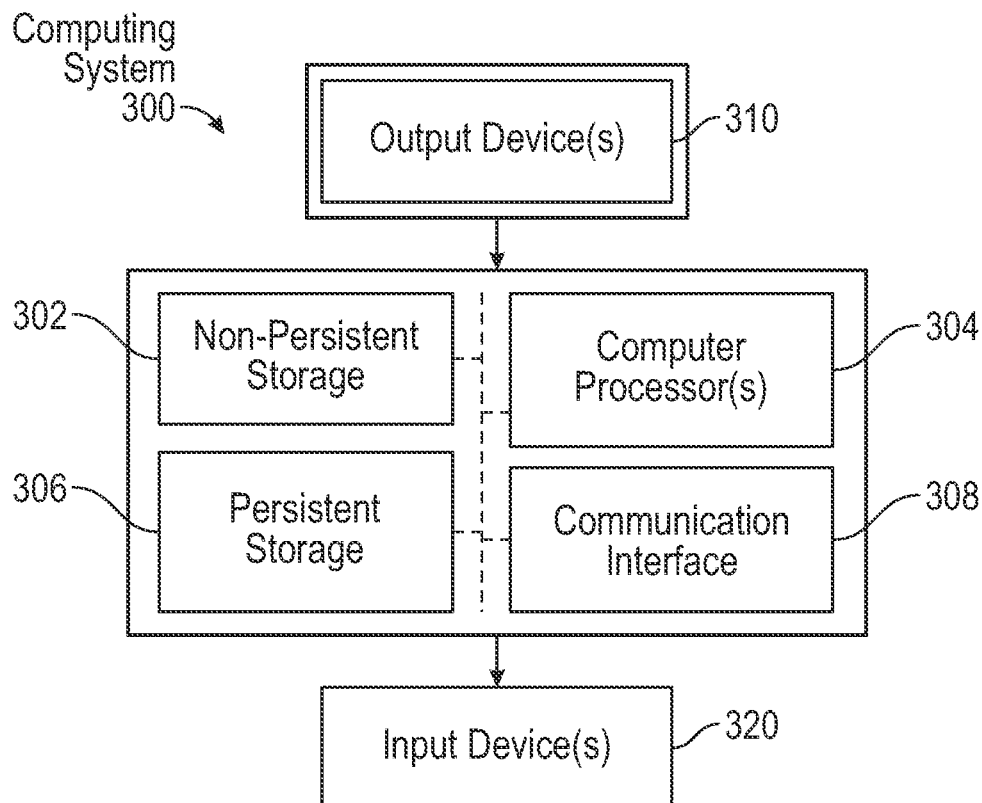 Computing
System
300
Output Device(s)
310
302
Non-Persistent
Storage
Computer
Processor(s)
304
306
Persistent
Storage
Communication
Interface
308
Input Device(s)
320